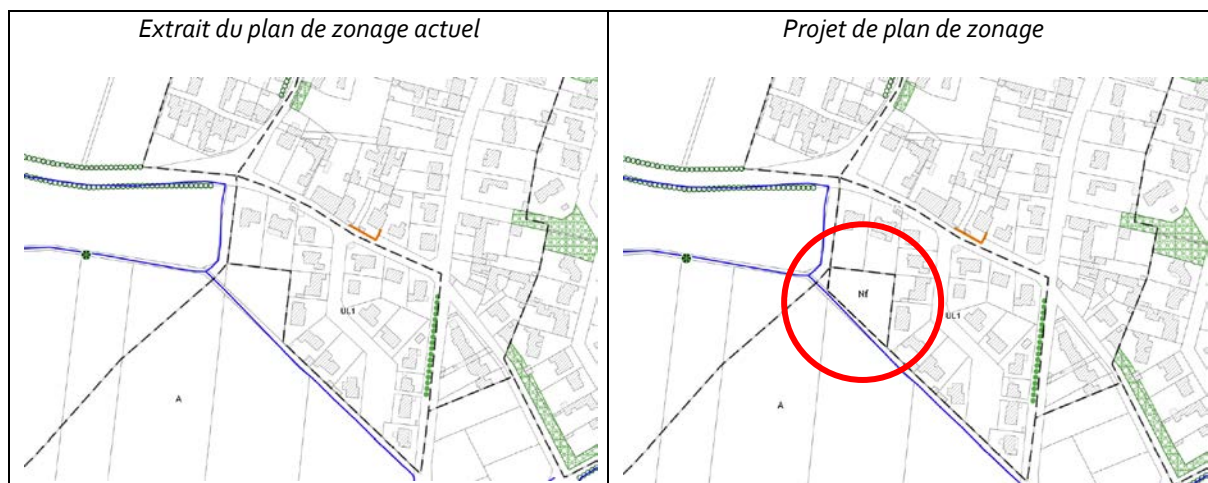 Extrait du plan de zonage actuel
Projet de plan de zonage
UL1
A
Nf
UL1
A